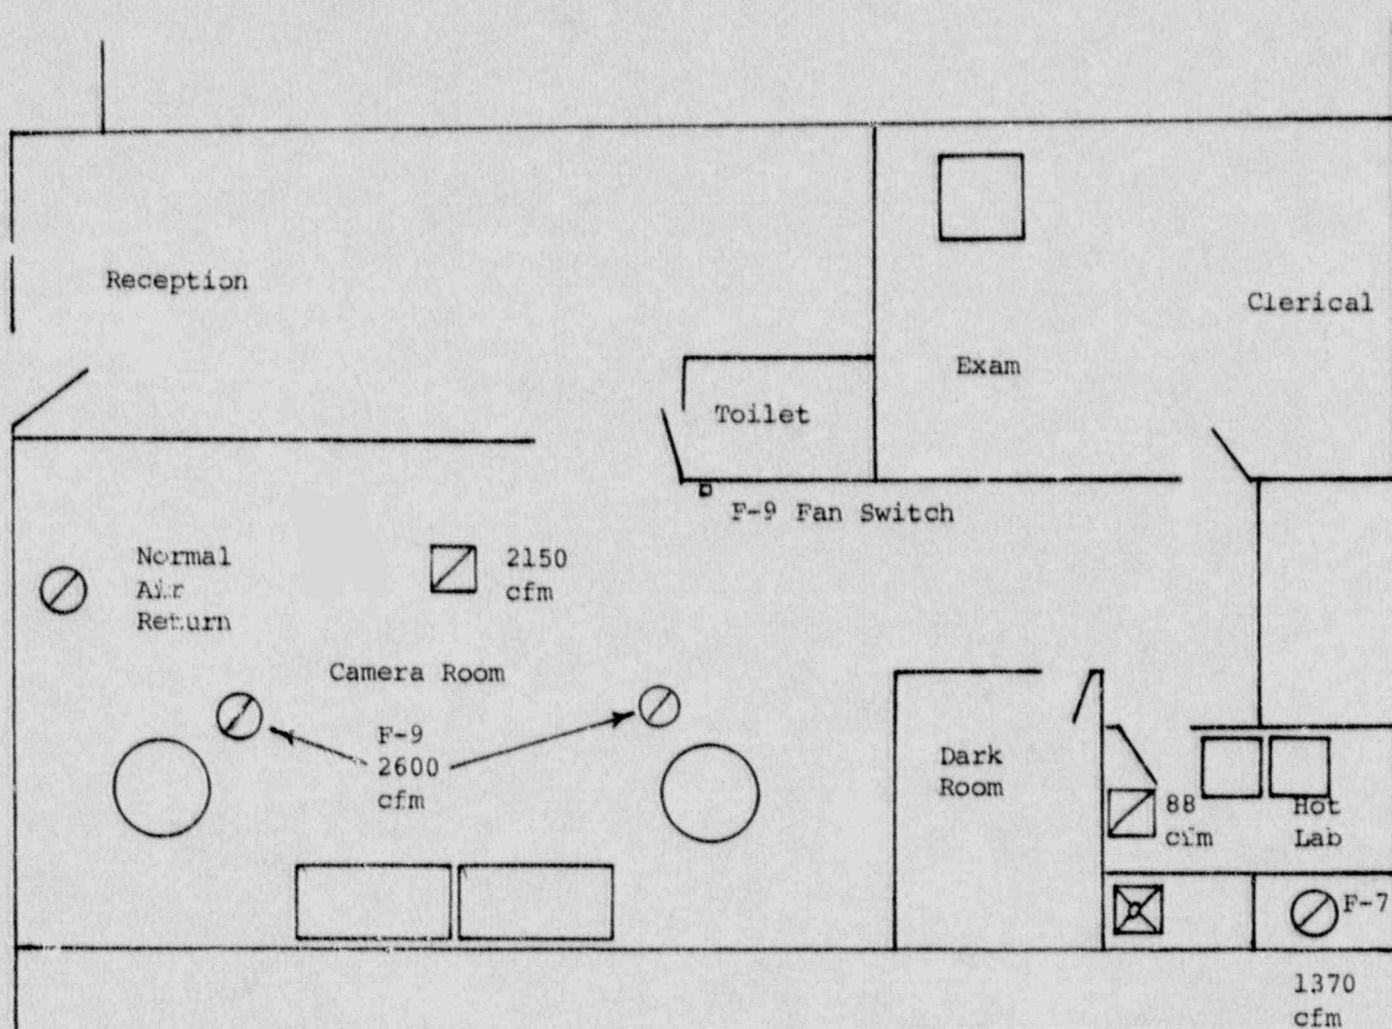 Reception
Clerical
Exam
Toilet
F-9 Fan Switch
Normal
Air
Return
2150
cfm
Camera Room
F-9
2600
cfm
Dark
Room
88
cfm
Hot
Lab
F-7
1370
cfm